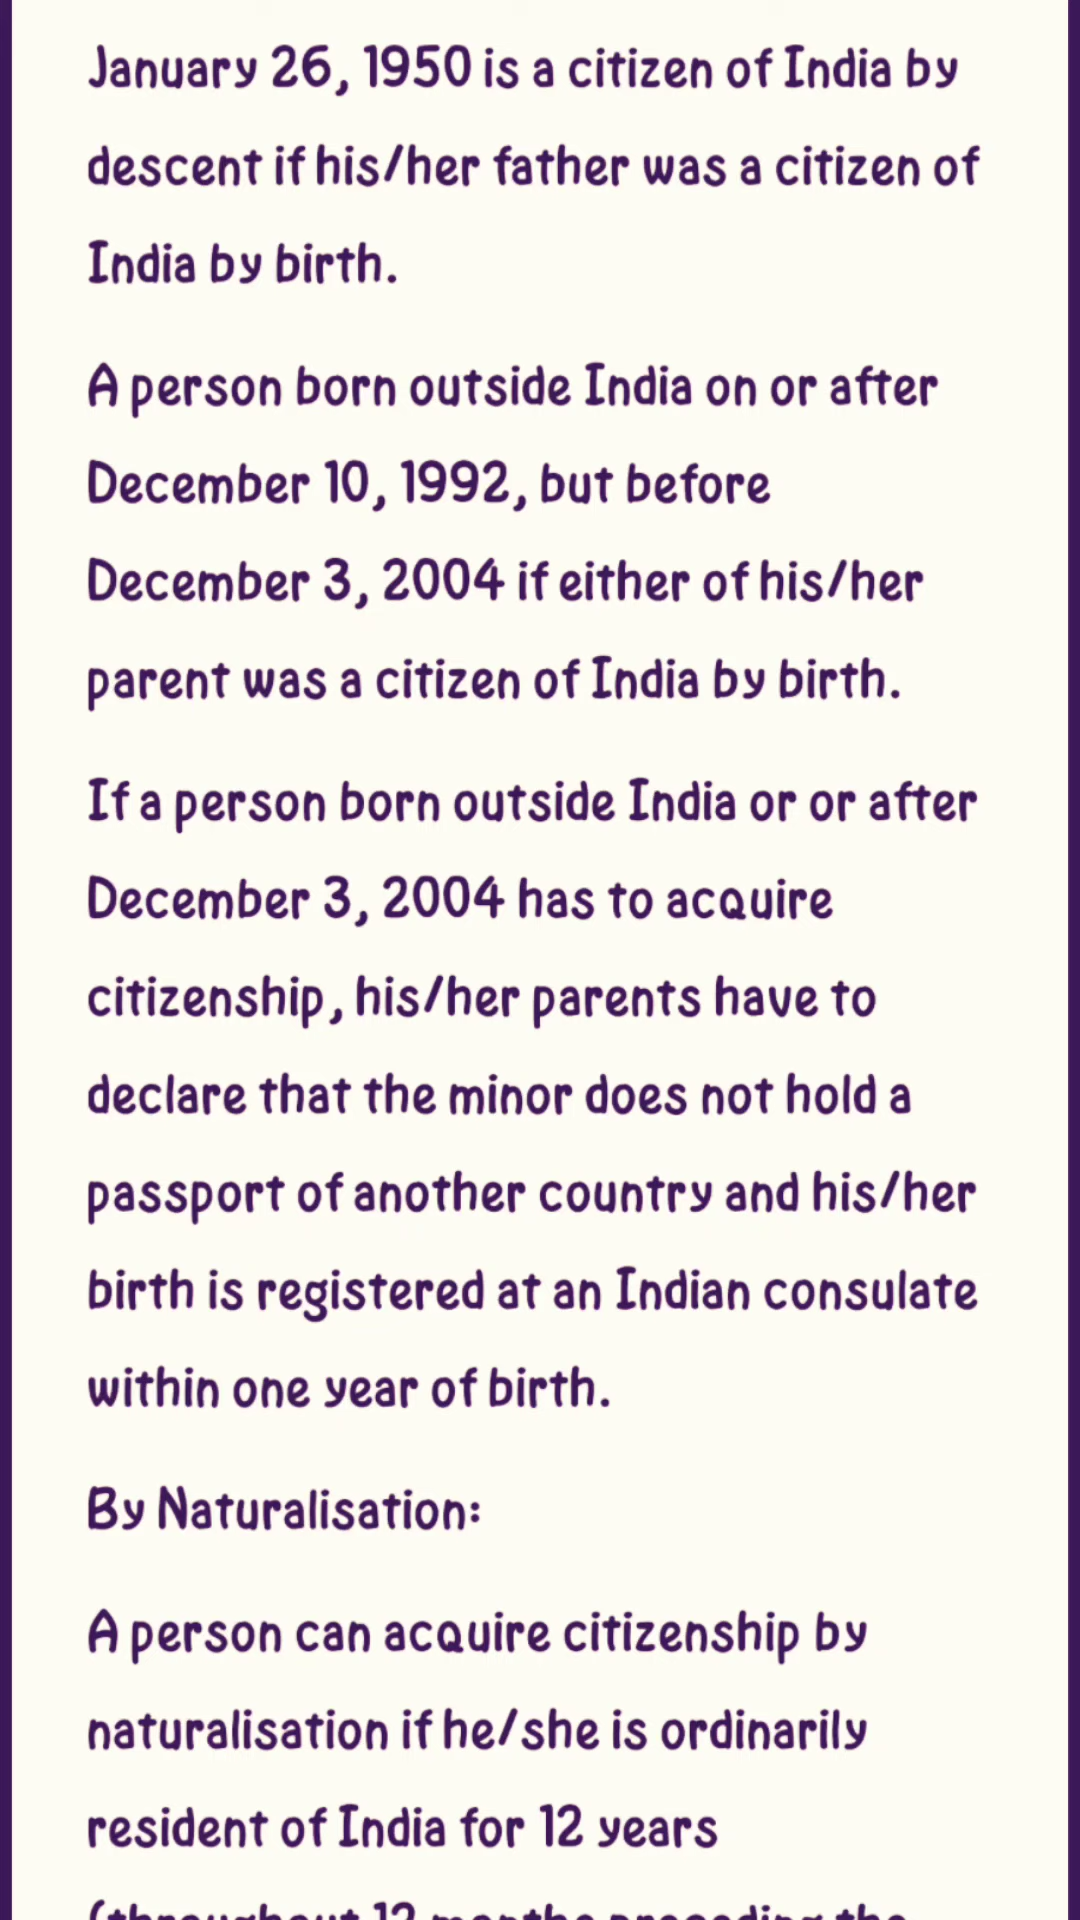 January 26, 1950 is a citizen of India by
descent if his/her father was a citizen of
India by birth.
A person born outside India on or after
December 10, 1992, but before
December 3, 2004 if either of his/her
parent was a citizen of India by birth.
If a person born outside India or or after
December 3, 2004 has to acquire
citizenship, his/her parents have to
declare that the minor does not hold a
passport of another country and his/her
birth is registered at an Indian consulate
within one year of birth.
By Naturalisation:
A person can acquire citizenship by
naturalisation if he/she is ordinarily
resident of India for 12 years
(throughout 12 months preceding the